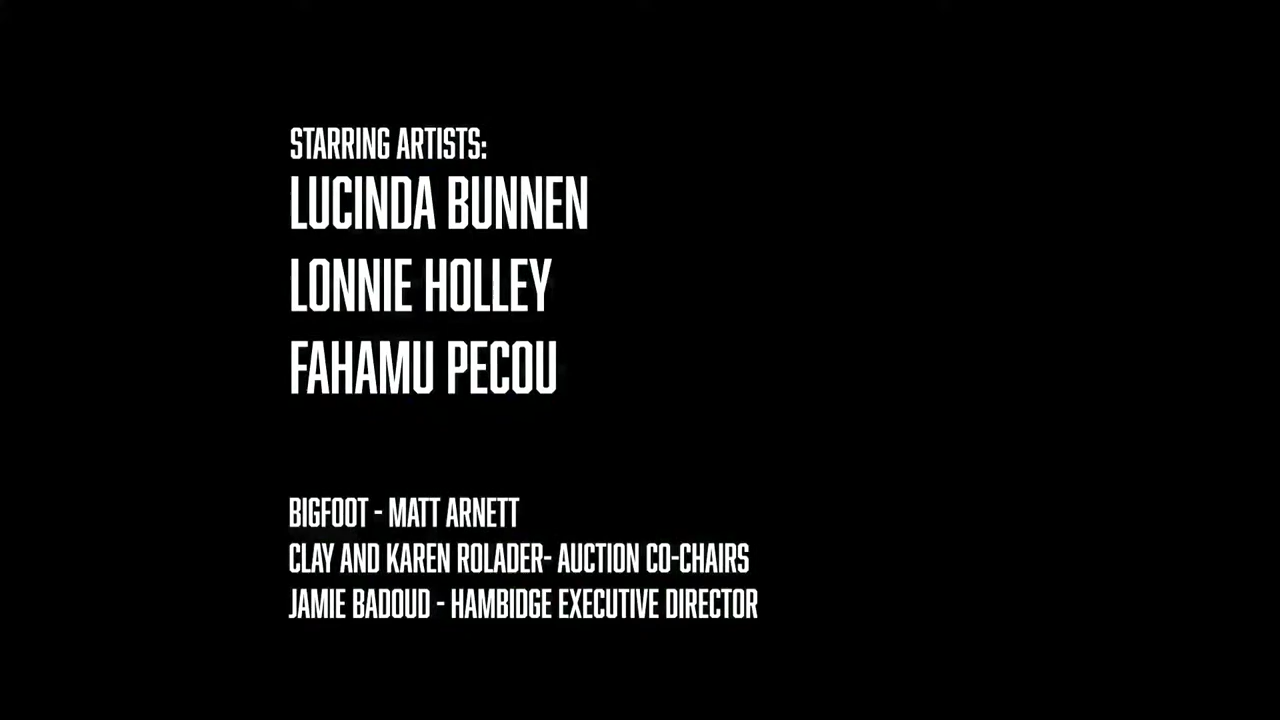 STARRING ARTISTS:
LUCINDA BUNNEN
LONNIE HOLLEY
FAHAMU PECOU
BIGFOOT - MATT ARNETT
CLAY AND KAREN ROLADER- AUCTION CO-CHAIRS
JAMIE BADOUD - HAMBIDGE EXECUTIVE DIRECTOR